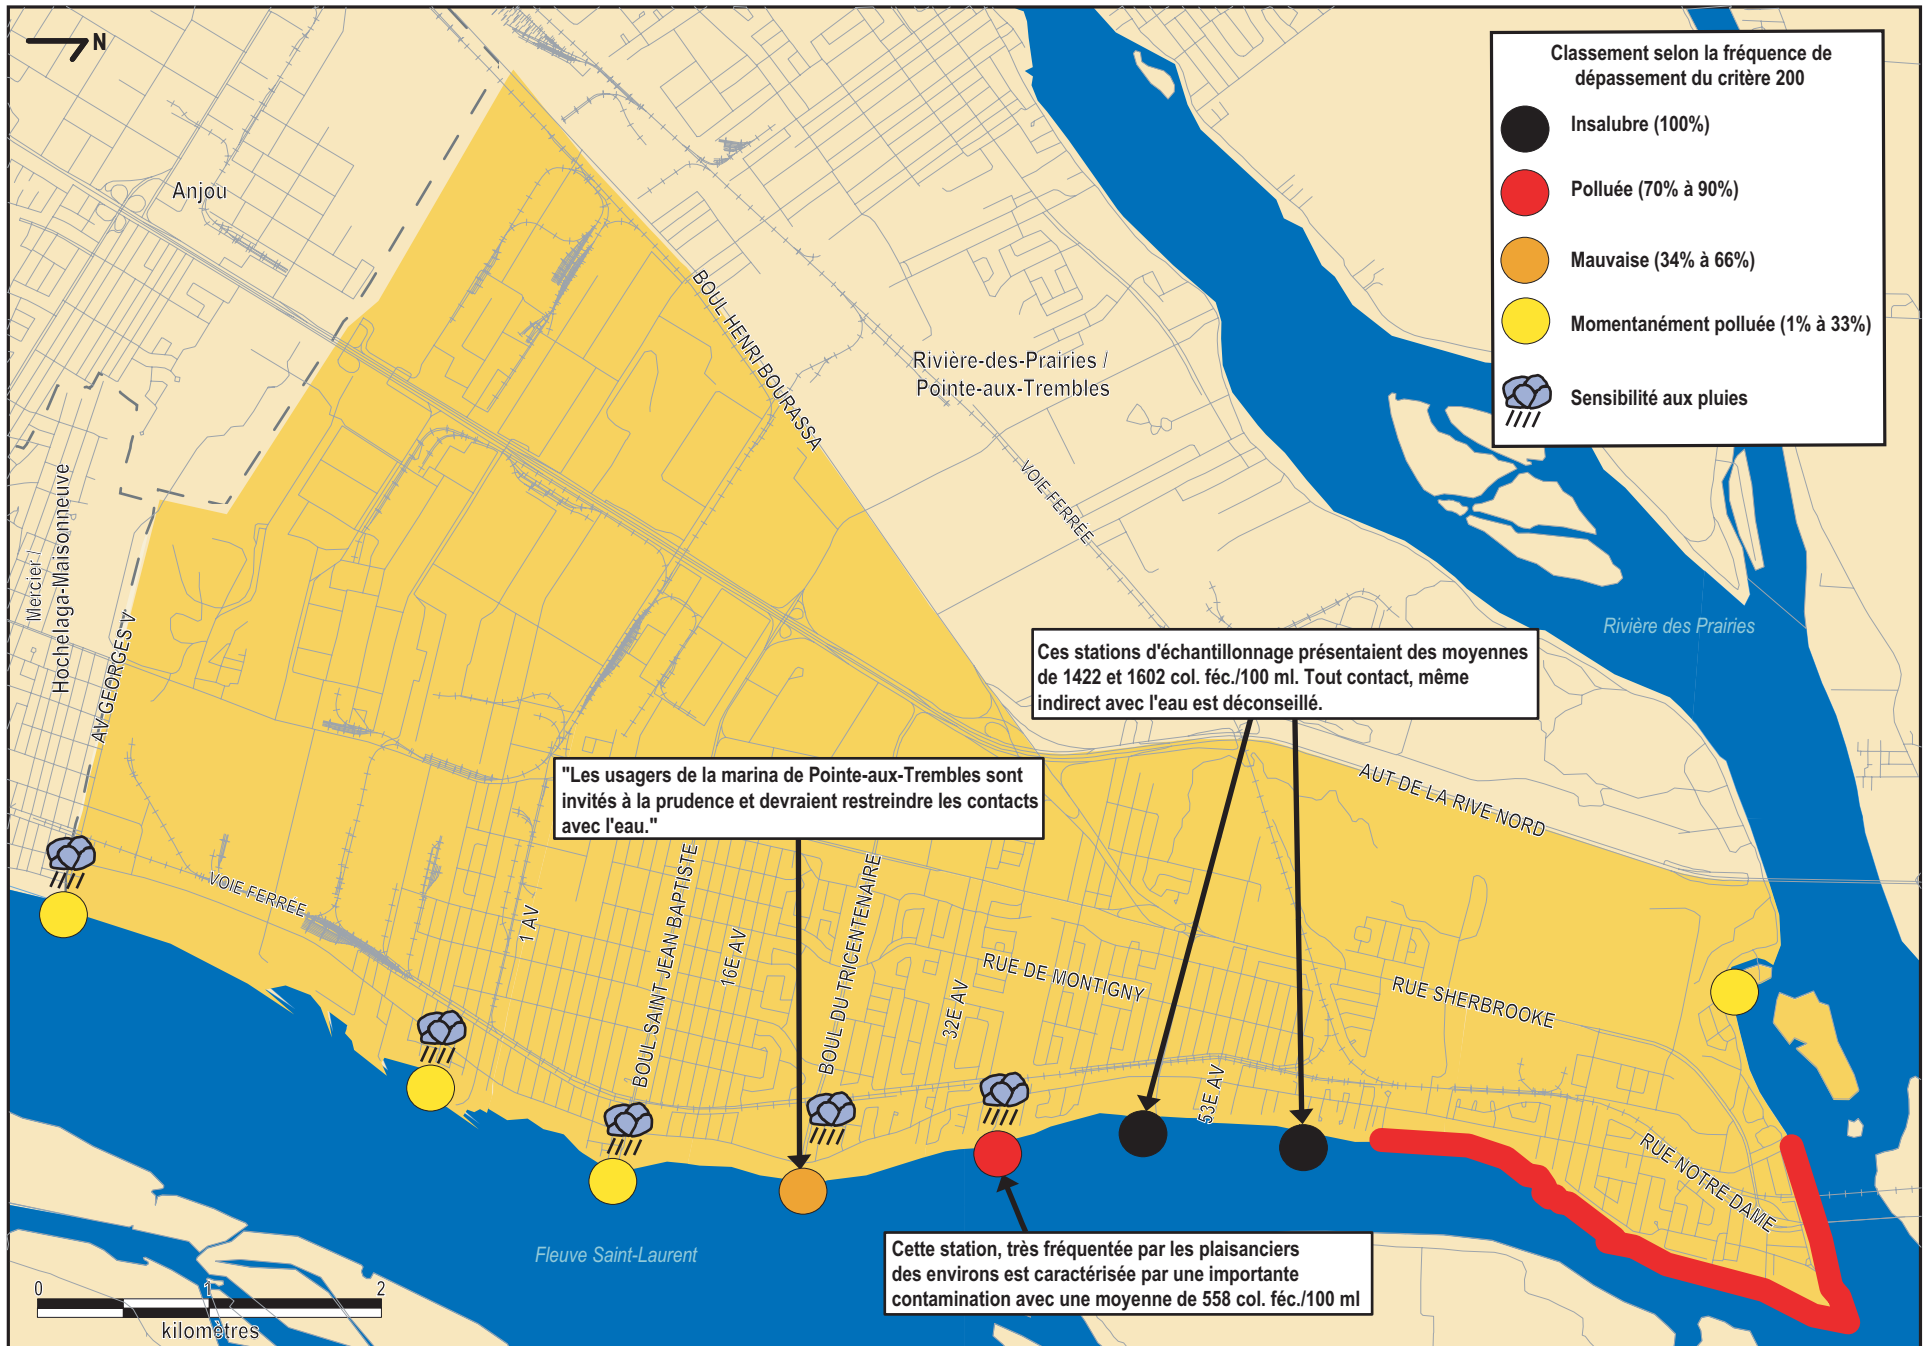 N
Classement selon la fréquence de
dépassement du critère 200
Insalubre (100%)
Polluée (70% à 90%)
Mauvaise (34% à 66%)
Momentanément polluée (1% à 33%)
Sensibilité aux pluies
Anjou
BOUL HENRI BOURASSA
Rivière-des-Prairies /
Pointe-aux-Trembles
VOIE FERRÉE
Mercier /
Hochelaga-Maisonneuve
AV GEORGES V
Rivière des Prairies
Ces stations d'échantillonnage présentaient des moyennes
de 1422 et 1602 col. féc./100 ml. Tout contact, même
indirect avec l'eau est déconseillé.
"Les usagers de la marina de Pointe-aux-Trembles sont
invités à la prudence et devraient restreindre les contacts
avec l'eau."
AUT DE LA RIVE NORD
VOIE FERRÉE
1 AV
BOUL SAINT JEAN BAPTISTE
16E AV
BOUL DU TRICENTENAIRE
32E AV
RUE DE MONTIGNY
RUE SHERBROOKE
53E AV
RUE NOTRE DAME
Fleuve Saint-Laurent
Cette station, très fréquentée par les plaisanciers
des environs est caractérisée par une importante
contamination avec une moyenne de 558 col. féc./100 ml
0 1 2
kilomètres